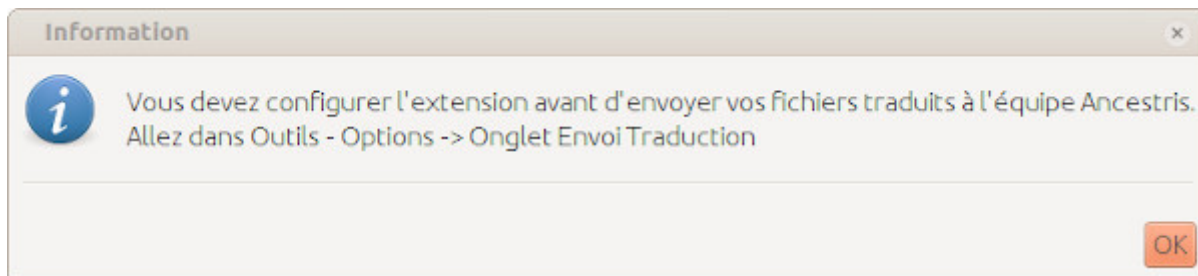 Information
Vous devez configurer l'extension avant d'envoyer vos fichiers traduits à l'équipe Ancestris.
Allez dans Outils - Options -> Onglet Envoi Traduction
OK